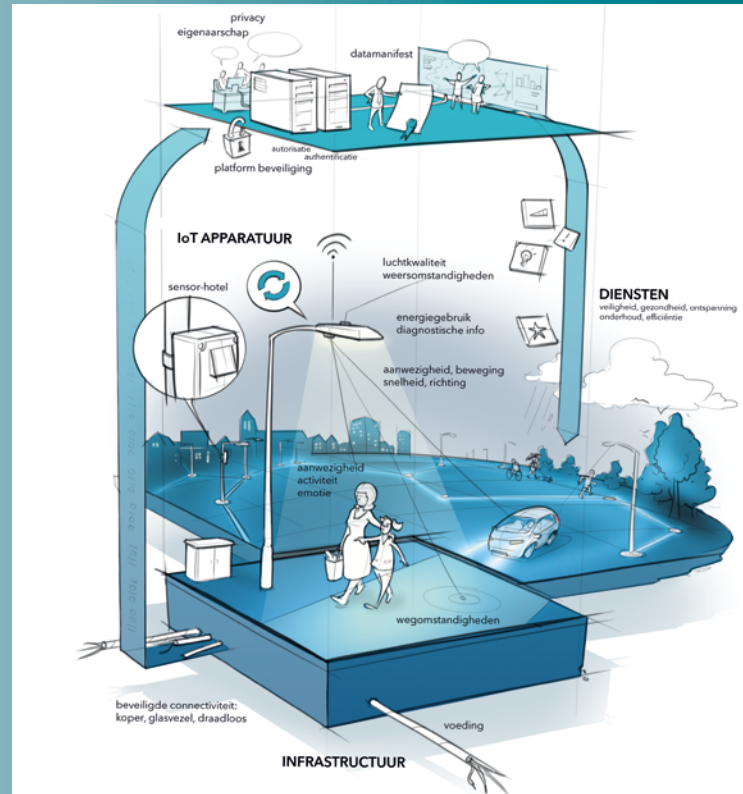 privacy
eigenaarschap
datamanifest
autorisatie
authentificatie
platform beveiliging
IoT APPARATUUR
luchtkwaliteit
weersomstandigheden
sensor-hotel
DIENSTEN
veiligheid, gezondheid, ontspanning
onderhoud, efficiëntie
energiegebruik
diagnostische info
aanwezigheid, beweging
snelheid, richting
aanwezigheid
activiteit
emotie
wegomstandigheden
beveiligde connectiviteit:
koper, glasvezel, draadloos
voeding
INFRASTRUCTUUR